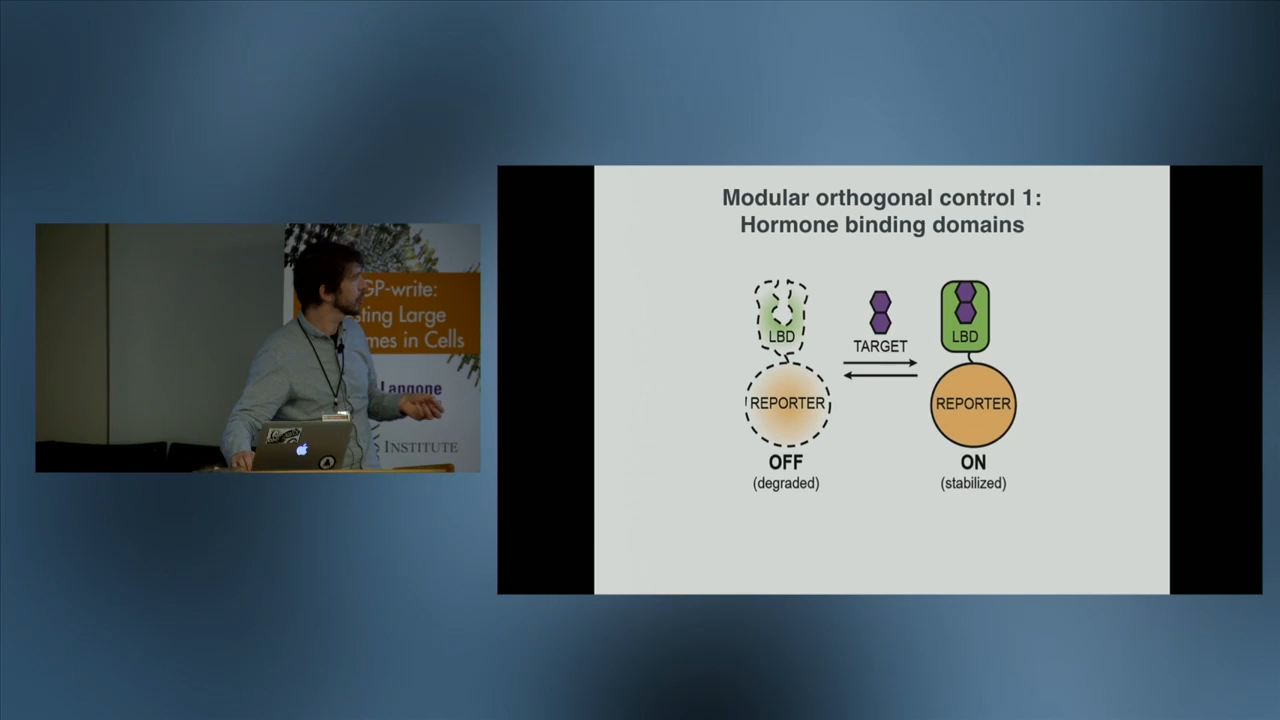 GP-write:
sting Large
mes in Cells
Langone
INSTITUTE
Modular orthogonal control 1:
Hormone binding domains
LBD
TARGET
LBD
REPORTER
REPORTER
OFF
ON
(degraded)
(stabilized)